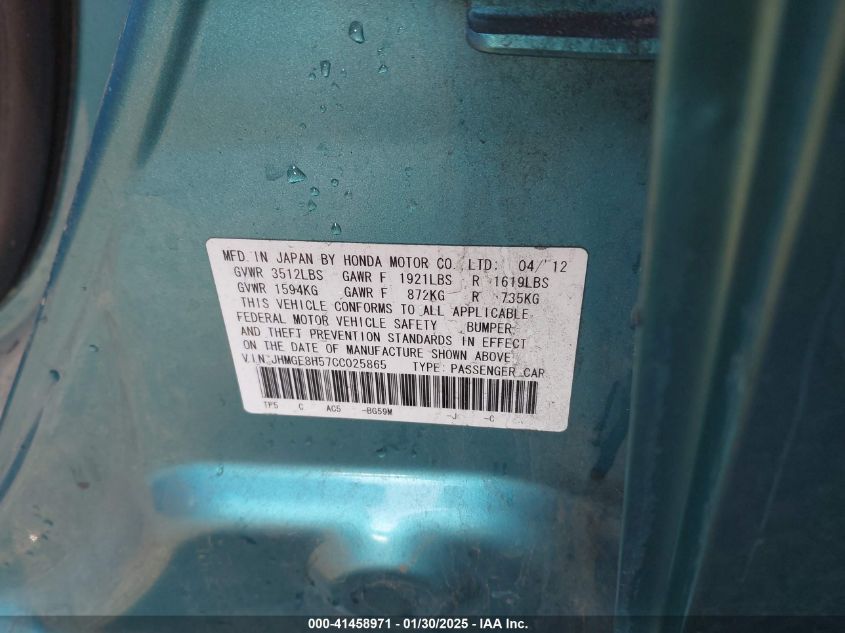 MFD. IN JAPAN BY HONDA MOTOR CO., LTD: 04/'12
GVWR 3512LBS GAWR F 1921LBS R 1619LBS
GVWR 1594KG GAWR F 872KG R 735KG
THIS VEHICLE CONFORMS TO ALL APPLICABLE
FEDERAL MOTOR VEHICLE SAFETY BUMPER
AND THEFT PREVENTION STANDARDS IN EFFECT
ON THE DATE OF MANUFACTURE SHOWN ABOVE
V.I.N:JHMGE8H57CC025865 TYPE: PASSENGER CAR
TF5 C AC5 -BG59M -J -C
000-41458971 — 01/30/2025 — IAA Inc.